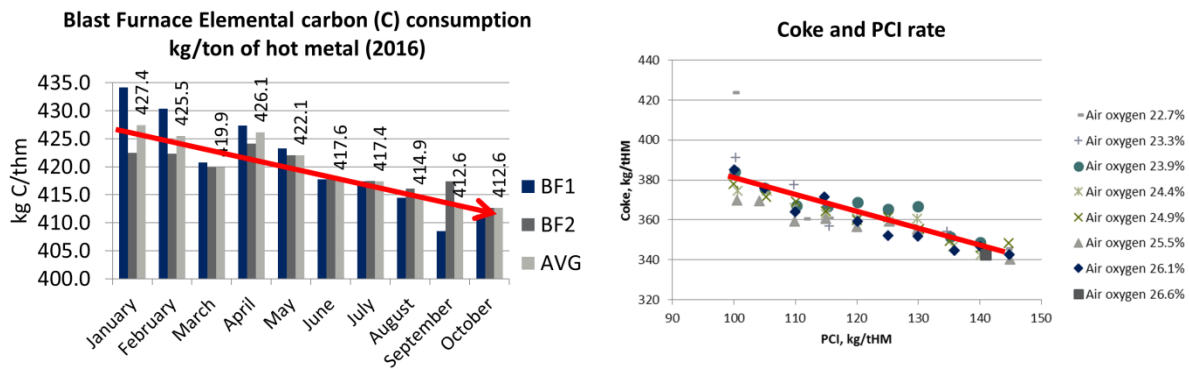 Blast Furnace Elemental carbon (C) consumption
kg/ton of hot metal (2016)
kg C/thm
435.0
430.0
425.0
420.0
415.0
410.0
405.0
400.0
427.4
425.5
419.9
426.1
422.1
417.6
417.4
414.9
412.6
412.6
January
February
March
April
May
June
July
August
September
October
BF1
BF2
AVG
Coke and PCI rate
Coke, kg/tHM
440
420
400
380
360
340
320
90
100
110
120
130
140
150
PCI, kg/tHM
Air oxygen 22.7%
Air oxygen 23.3%
Air oxygen 23.9%
Air oxygen 24.4%
Air oxygen 24.9%
Air oxygen 25.5%
Air oxygen 26.1%
Air oxygen 26.6%